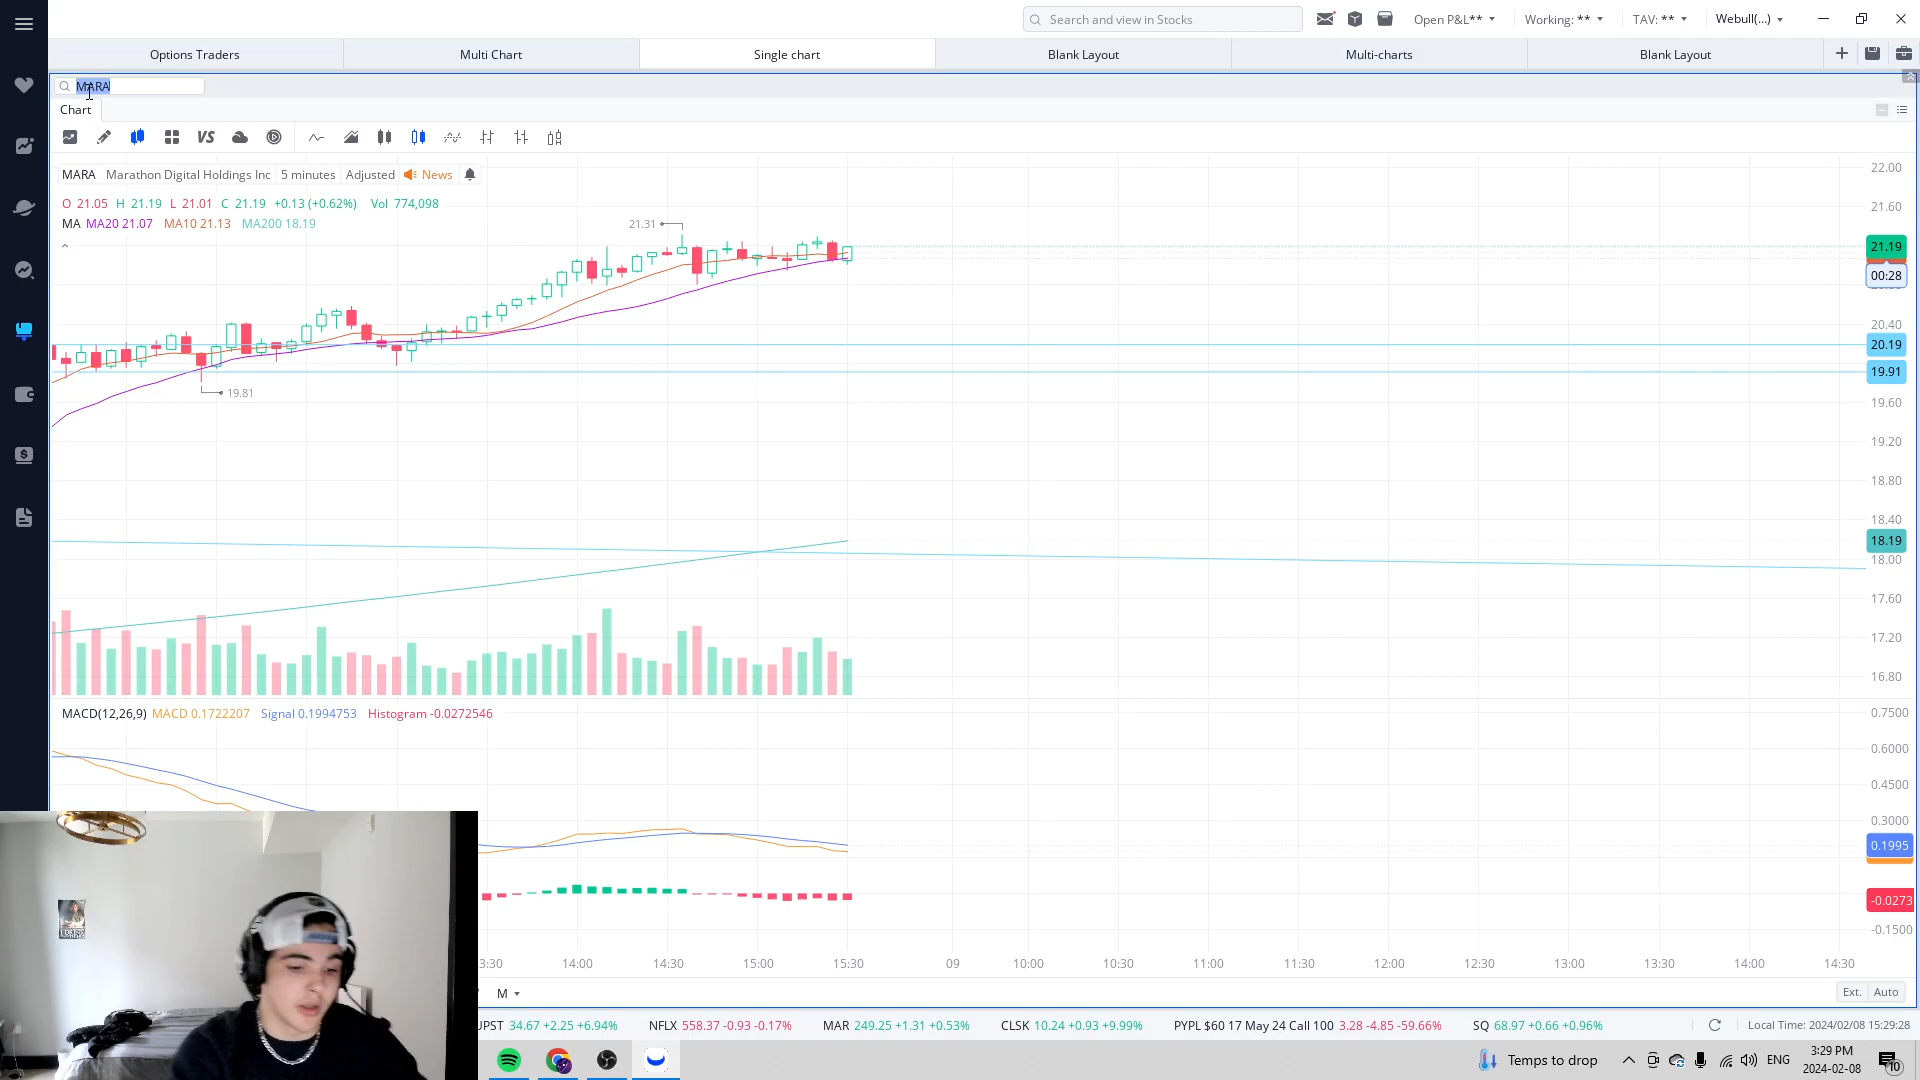 Search and view in Stocks
Open P&L**
Working: **
TAV: **
Webull(...)
Options Traders
Multi Chart
Single chart
Blank Layout
Multi-charts
Blank Layout
MARA
Chart
VS
MARA Marathon Digital Holdings Inc 5 minutes Adjusted News
O 21.05 H 21.19 L 21.01 C 21.19 +0.13 (+0.62%) Vol 774,098
MA MA20 21.07 MA10 21.13 MA200 18.19
21.31
19.81
22.00
21.60
21.19
00:28
20.40
20.19
19.91
19.60
19.20
18.80
18.40
18.19
18.00
17.60
17.20
16.80
MACD(12,26,9) MACD 0.1722207 Signal 0.1994753 Histogram -0.0272546
0.7500
0.6000
0.4500
0.3000
0.1995
-0.0273
-0.1500
3:30 14:00 14:30 15:00 15:30 09 10:00 10:30 11:00 11:30 12:00 12:30 13:00 13:30 14:00 14:30
M
Ext. Auto
UPST 34.67 +2.25 +6.94% NFLX 558.37 -0.93 -0.17% MAR 249.25 +1.31 +0.53% CLSK 10.24 +0.93 +9.99% PYPL $60 17 May 24 Call 100 3.28 -4.85 -59.66% SQ 68.97 +0.66 +0.96% Local Time: 2024/02/08 15:29:28
Temps to drop
ENG
3:29 PM
2024-02-08
10